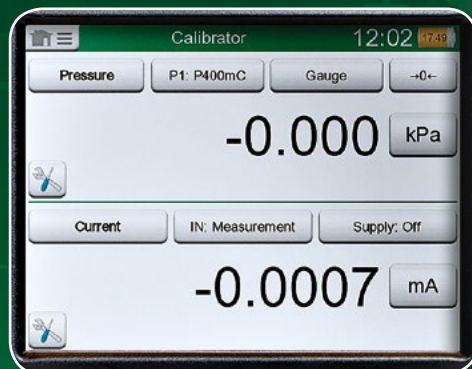 Calibrator 12:02 17:49
Pressure P1: P400mC Gauge →0←
-0.000 kPa
Current IN: Measurement Supply: Off
-0.0007 mA